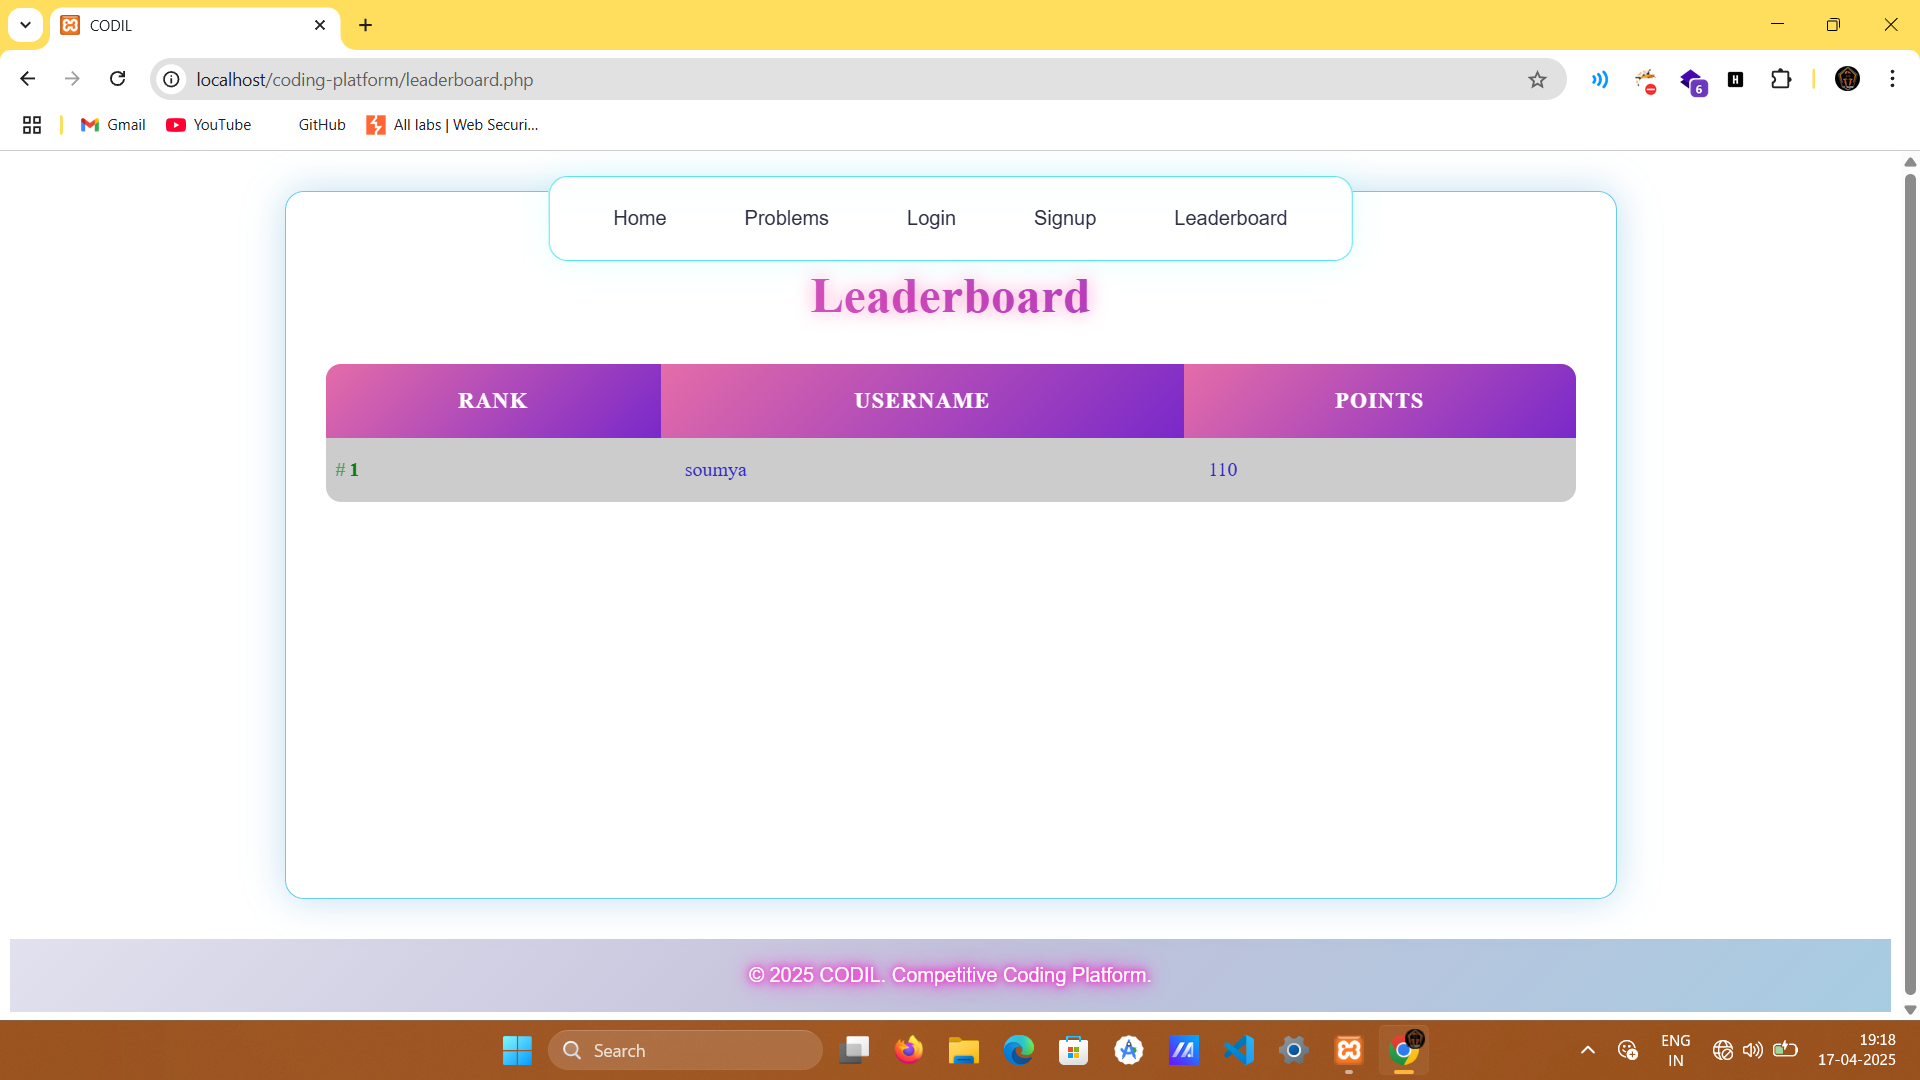 CODIL
localhost/coding-platform/leaderboard.php
6
H
Gmail
YouTube
GitHub
All labs | Web Securi...
Home
Problems
Login
Signup
Leaderboard
Leaderboard
RANK
USERNAME
POINTS
# 1
soumya
110
© 2025 CODIL. Competitive Coding Platform.
Search
ENG
IN
19:18
17-04-2025